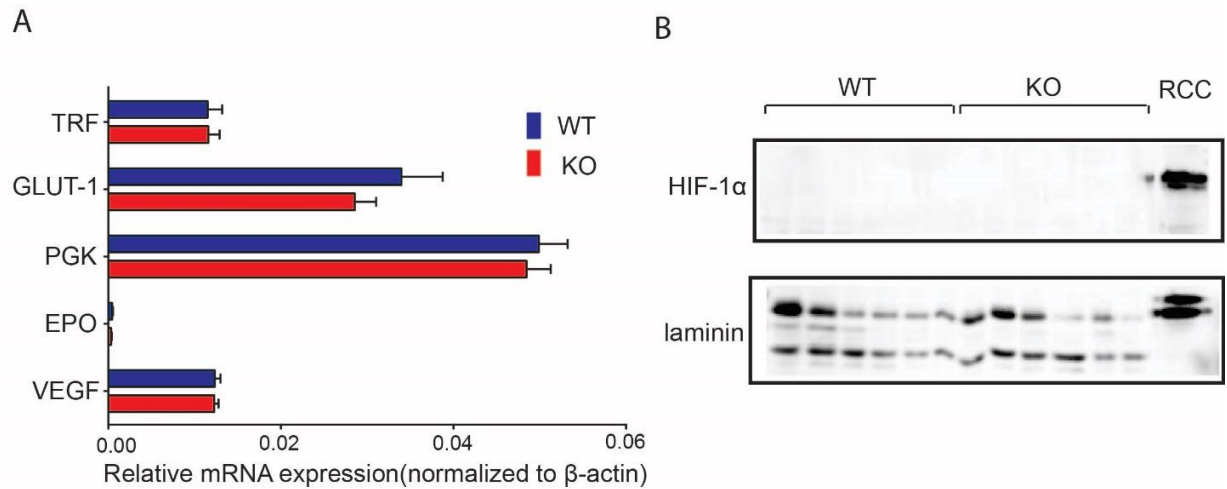 A
TRF
GLUT-1
PGK
EPO
VEGF
WT
KO
0.00 0.02 0.04 0.06
Relative mRNA expression(normalized to β-actin)
B
WT KO RCC
HIF-1α
laminin